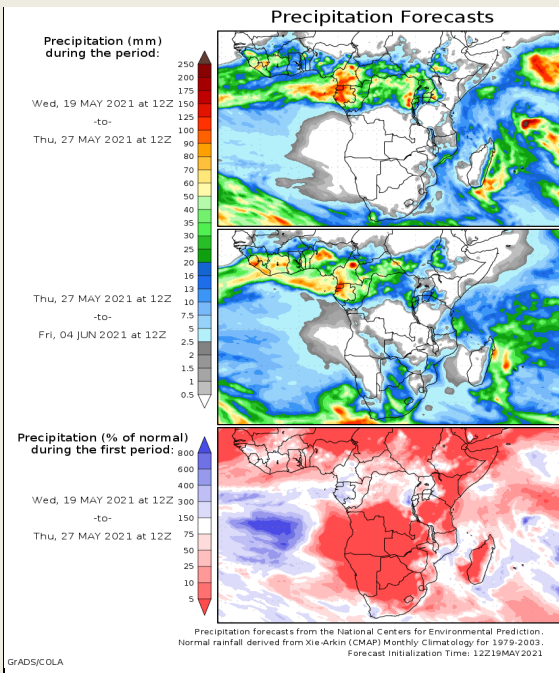 Precipitation Forecasts
Precipitation (mm)
during the period:
Wed, 19 MAY 2021 at 12Z
-to-
Thu, 27 MAY 2021 at 12Z
250
200
175
150
125
100
90
80
70
60
50
40
35
30
25
20
16
13
10
7.5
5
2.5
2
1.5
1
0.5
Thu, 27 MAY 2021 at 12Z
-to-
Fri, 04 JUN 2021 at 12Z
Precipitation (% of normal)
during the first period:
Wed, 19 MAY 2021 at 12Z
-to-
Thu, 27 MAY 2021 at 12Z
800
600
400
300
150
75
50
25
10
5
Precipitation forecasts from the National Centers for Environmental Prediction.
Normal rainfall derived from Xie-Arkin (CMAP) Monthly Climatology for 1979-2003.
Forecast Initialization Time: 12Z19MAY2021
GrADS/COLA